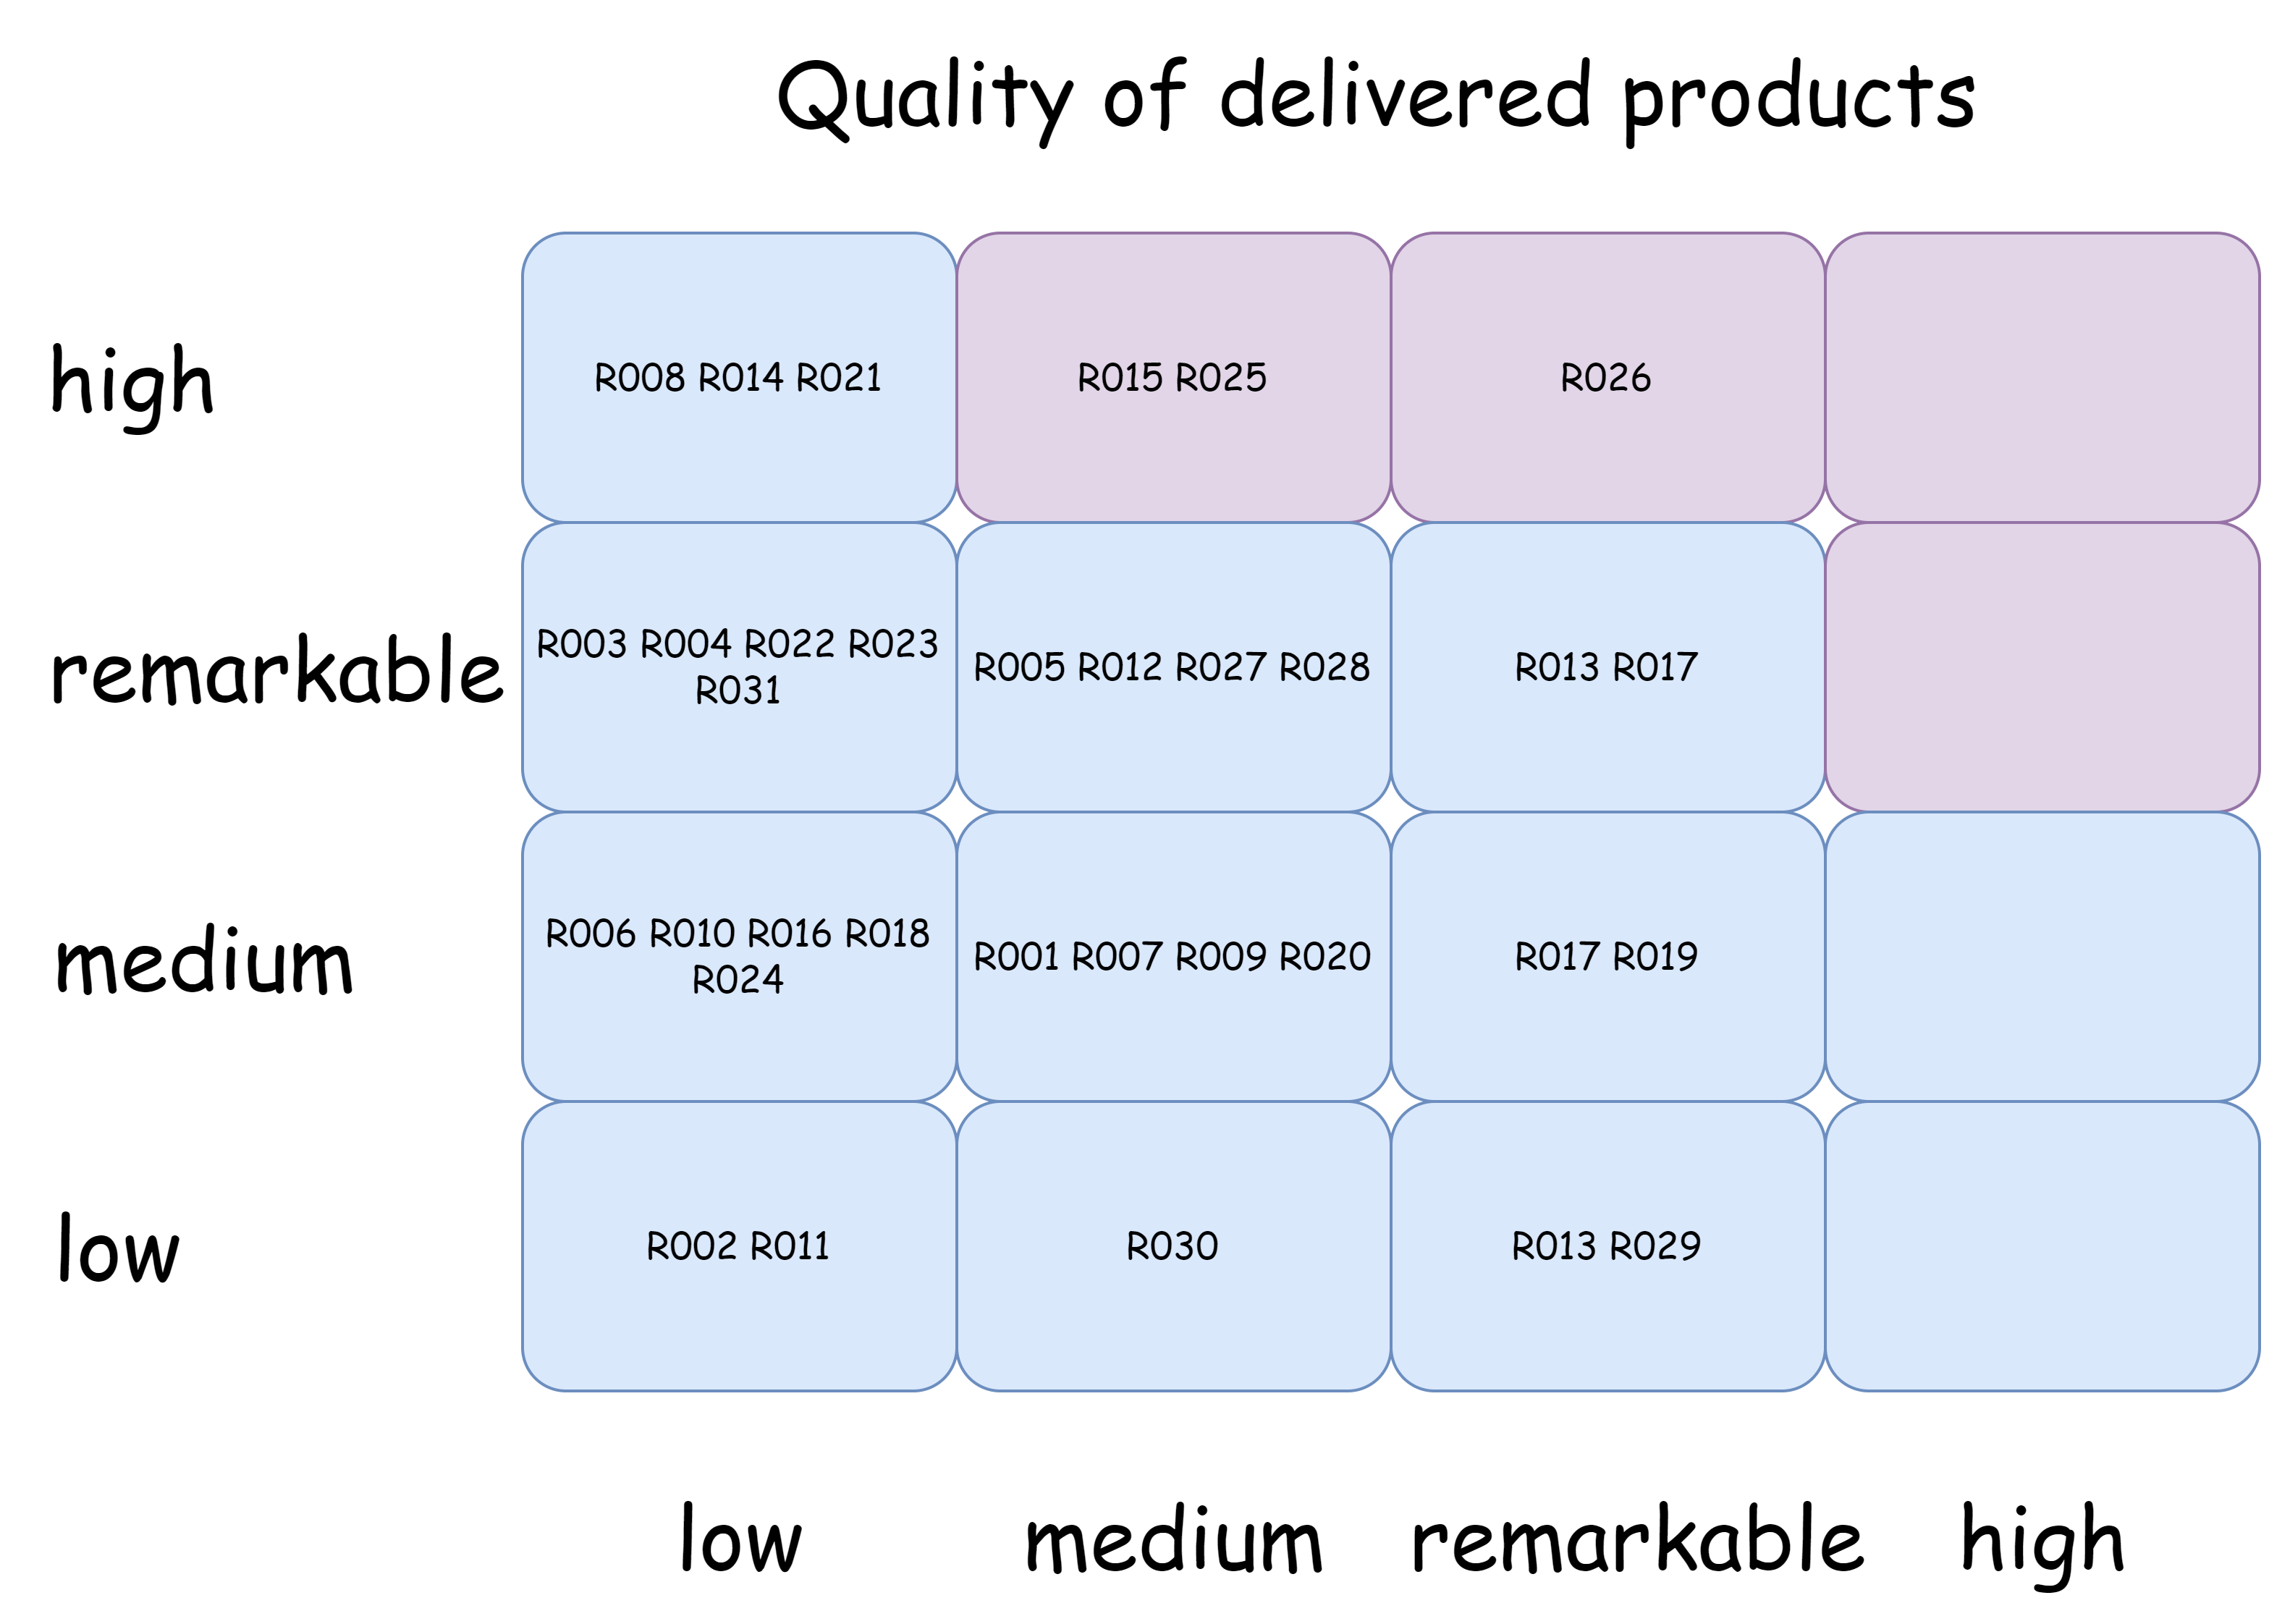 Quality of delivered products
high
R008 R014 R021
R015 R025
R026
remarkable
R003 R004 R022 R023
R031
R005 R012 R027 R028
R013 R017
medium
R006 R010 R016 R018
R024
R001 R007 R009 R020
R017 R019
low
R002 R011
R030
R013 R029
low
medium
remarkable
high